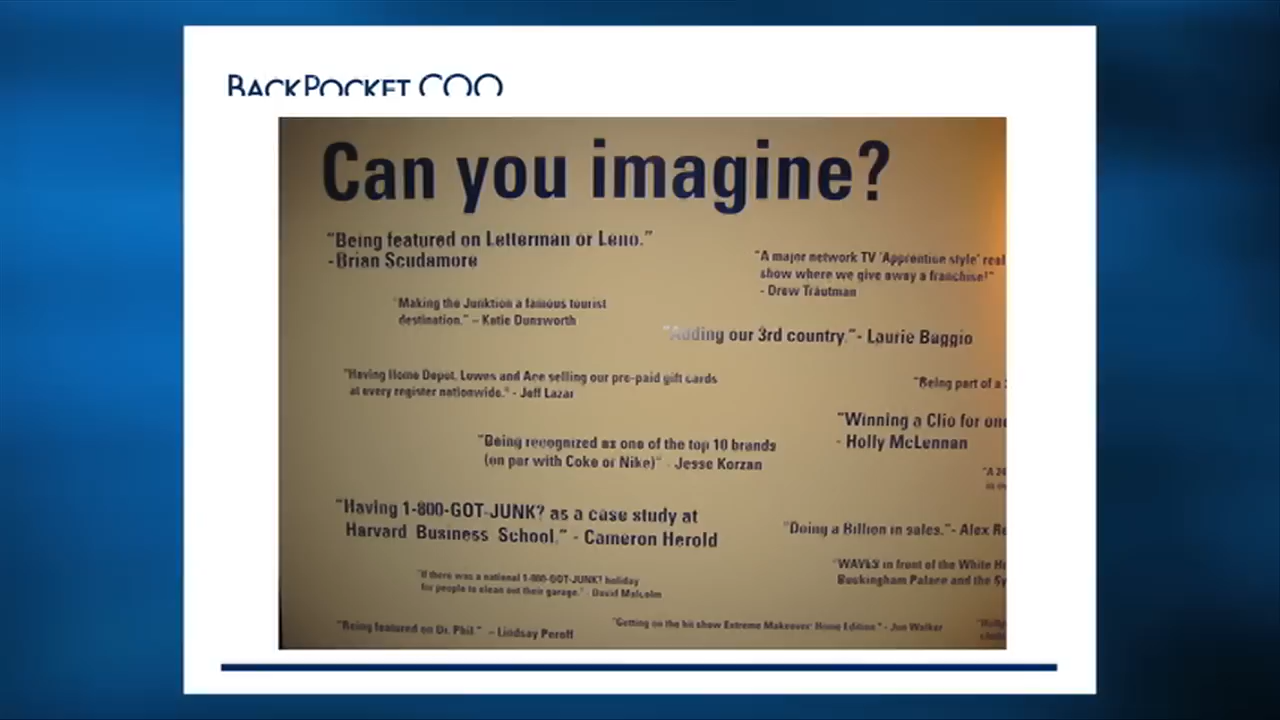 BACKPOCKET COO
Can you imagine?
"Being featured on Letterman or Leno."
-Brian Scudamore
"A major network TV 'Apprentice style' real
show where we give away a franchise!"
- Drew Trautman
"Making the Junktion a famous tourist
destination." – Katie Dunsworth
"Adding our 3rd country."- Laurie Baggio
"Having Home Depot, Lowes and Ace selling our pre-paid gift cards
at every register nationwide." - Jeff Lazar
"Being part of a
"Winning a Clio for one
- Holly McLennan
"Being recognized as one of the top 10 brands
(on par with Coke or Nike)" - Jesse Korzan
"Having 1-800-GOT-JUNK? as a case study at
Harvard Business School." - Cameron Herold
"Doing a Billion in sales."- Alex
"WAVES in front of the White
Buckingham Palace and the
"If there was a national 1-800-GOT-JUNK? holiday
for people to clean out their garage." - David Malcolm
"Being featured on Dr. Phil." – Lindsay Peroff
"Getting on the hit show Extreme Makeover: Home Edition." - Jon Walker